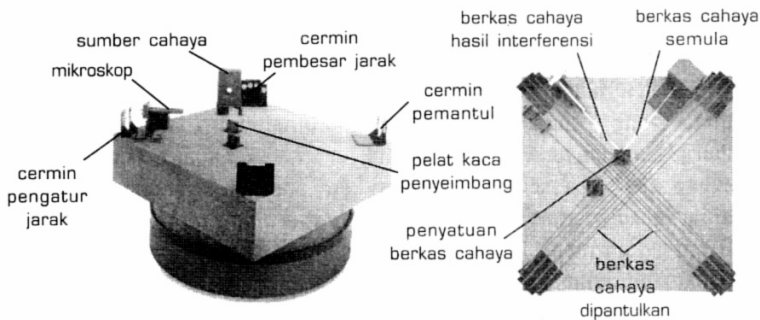 sumber cahaya
mikroskop
cermin
pembesar jarak
cermin
pemantul
cermin
pengatur
jarak
pelat kaca
penyeimbang
penyatuan
berkas cahaya
berkas cahaya
hasil interferensi
berkas cahaya
semula
berkas
cahaya
dipantulkan